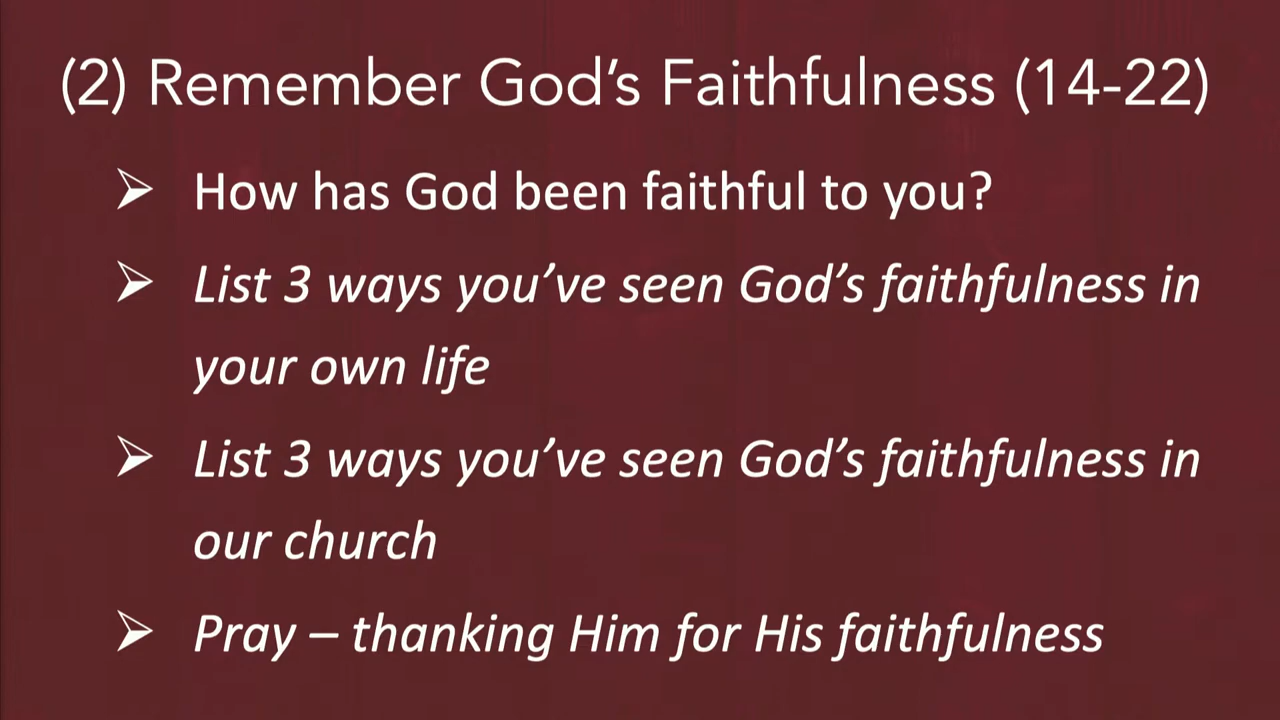 (2) Remember God’s Faithfulness (14-22)
➢ How has God been faithful to you?
➢ List 3 ways you’ve seen God’s faithfulness in
your own life
➢ List 3 ways you’ve seen God’s faithfulness in
our church
➢ Pray – thanking Him for His faithfulness